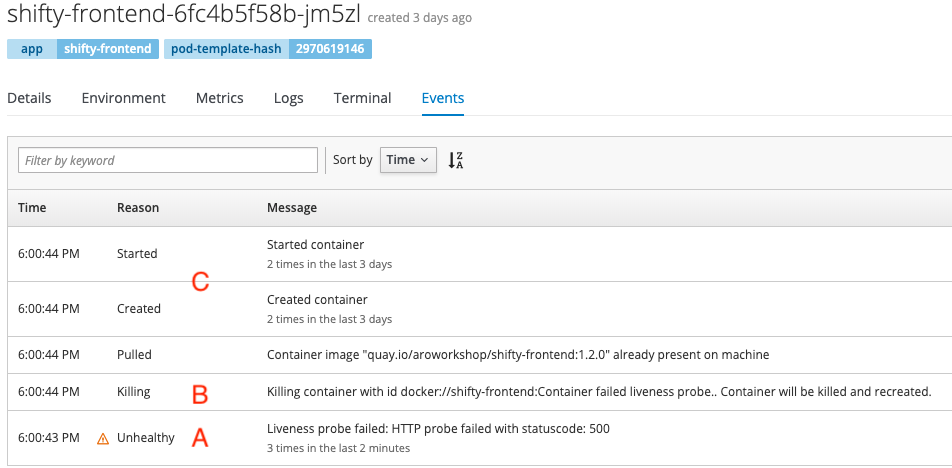 shifty-frontend-6fc4b5f58b-jm5zl created 3 days ago
app shifty-frontend pod-template-hash 2970619146
Details Environment Metrics Logs Terminal Events
Filter by keyword Sort by Time Z A
Time Reason Message
6:00:44 PM Started Started container
2 times in the last 3 days
C
6:00:44 PM Created Created container
2 times in the last 3 days
6:00:44 PM Pulled Container image "quay.io/aroworkshop/shifty-frontend:1.2.0" already present on machine
6:00:44 PM Killing B Killing container with id docker://shifty-frontend:Container failed liveness probe.. Container will be killed and recreated.
6:00:43 PM Unhealthy A Liveness probe failed: HTTP probe failed with statuscode: 500
3 times in the last 2 minutes